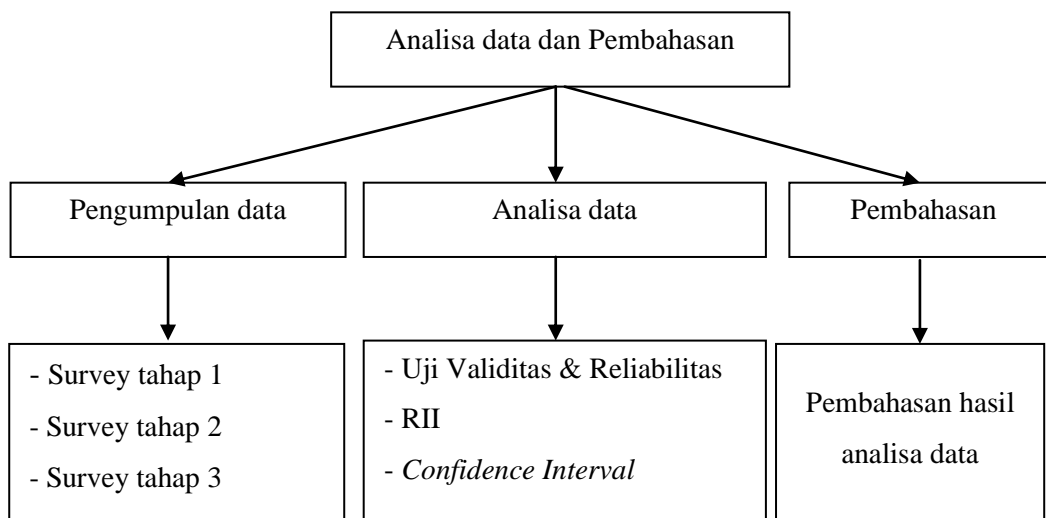 Analisa data dan Pembahasan
Pengumpulan data
Analisa data
Pembahasan
- Survey tahap 1
- Survey tahap 2
- Survey tahap 3
- Uji Validitas & Reliabilitas
- RII
- Confidence Interval
Pembahasan hasil
analisa data